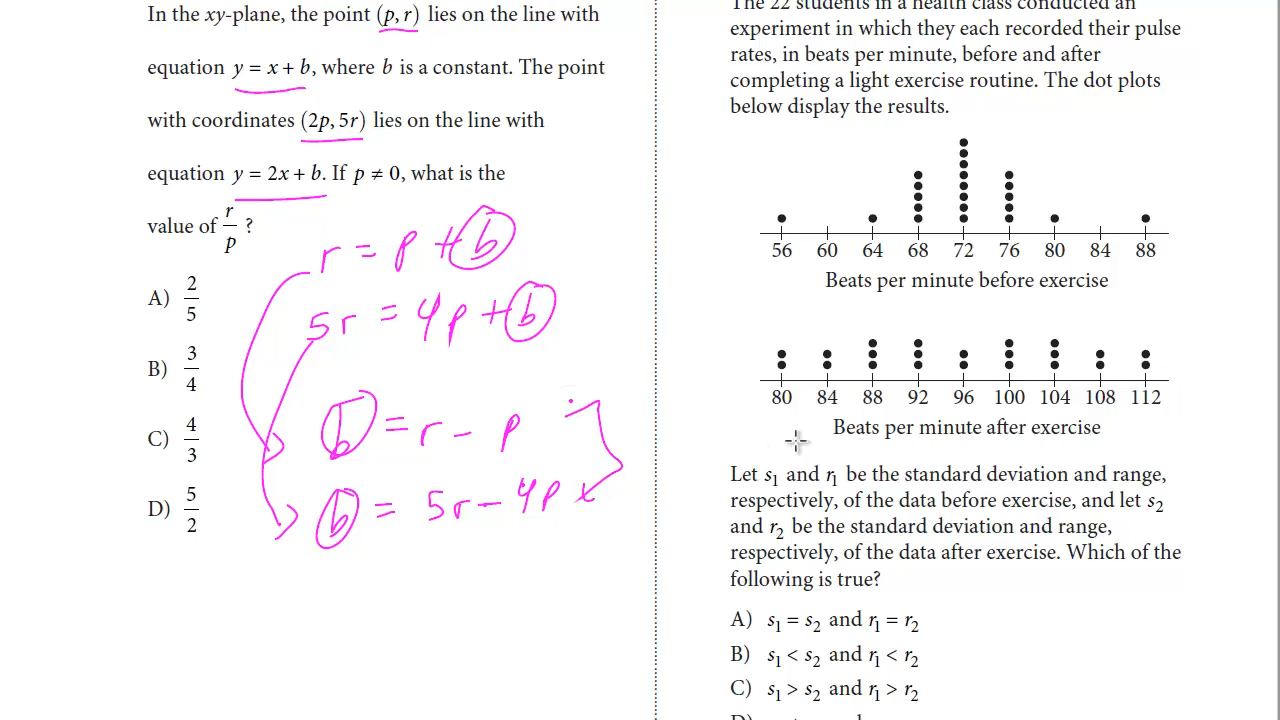 In the xy-plane, the point (p, r) lies on the line with
equation y = x + b, where b is a constant. The point
with coordinates (2p, 5r) lies on the line with
equation y = 2x + b. If p ≠ 0, what is the
value of r/p ?
A) 2/5
B) 3/4
C) 4/3
D) 5/2
r = p + b
5r = 4p + b
b = r - p
b = 5r - 4p
The 22 students in a health class conducted an
experiment in which they each recorded their pulse
rates, in beats per minute, before and after
completing a light exercise routine. The dot plots
below display the results.
56 60 64 68 72 76 80 84 88
Beats per minute before exercise
80 84 88 92 96 100 104 108 112
Beats per minute after exercise
Let s₁ and r₁ be the standard deviation and range,
respectively, of the data before exercise, and let s₂
and r₂ be the standard deviation and range,
respectively, of the data after exercise. Which of the
following is true?
A) s₁ = s₂ and r₁ = r₂
B) s₁ < s₂ and r₁ < r₂
C) s₁ > s₂ and r₁ > r₂